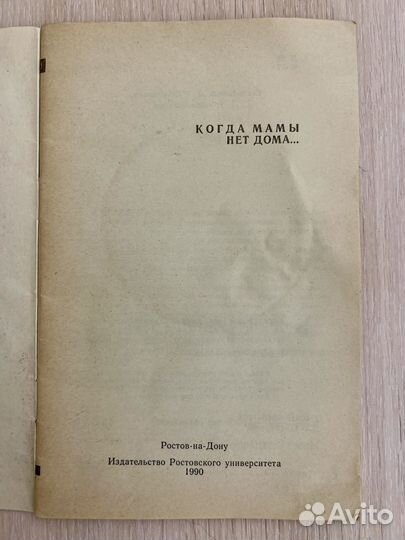 КОГДА МАМЫ
НЕТ ДОМА...
Ростов-на-Дону
Издательство Ростовского университета
1990
Avito